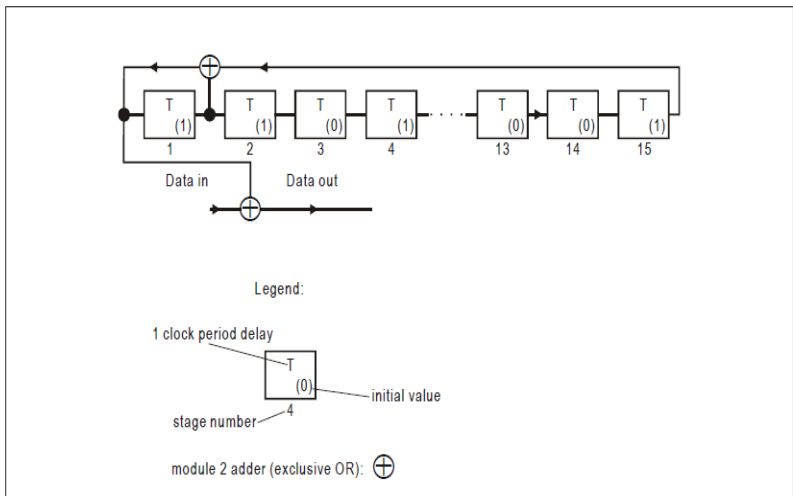 T T T T T T T
(1) (1) (0) (1) (0) (0) (1)
1 2 3 4 13 14 15
Data in Data out
Legend:
1 clock period delay
T
(0)
initial value
4
stage number
module 2 adder (exclusive OR):